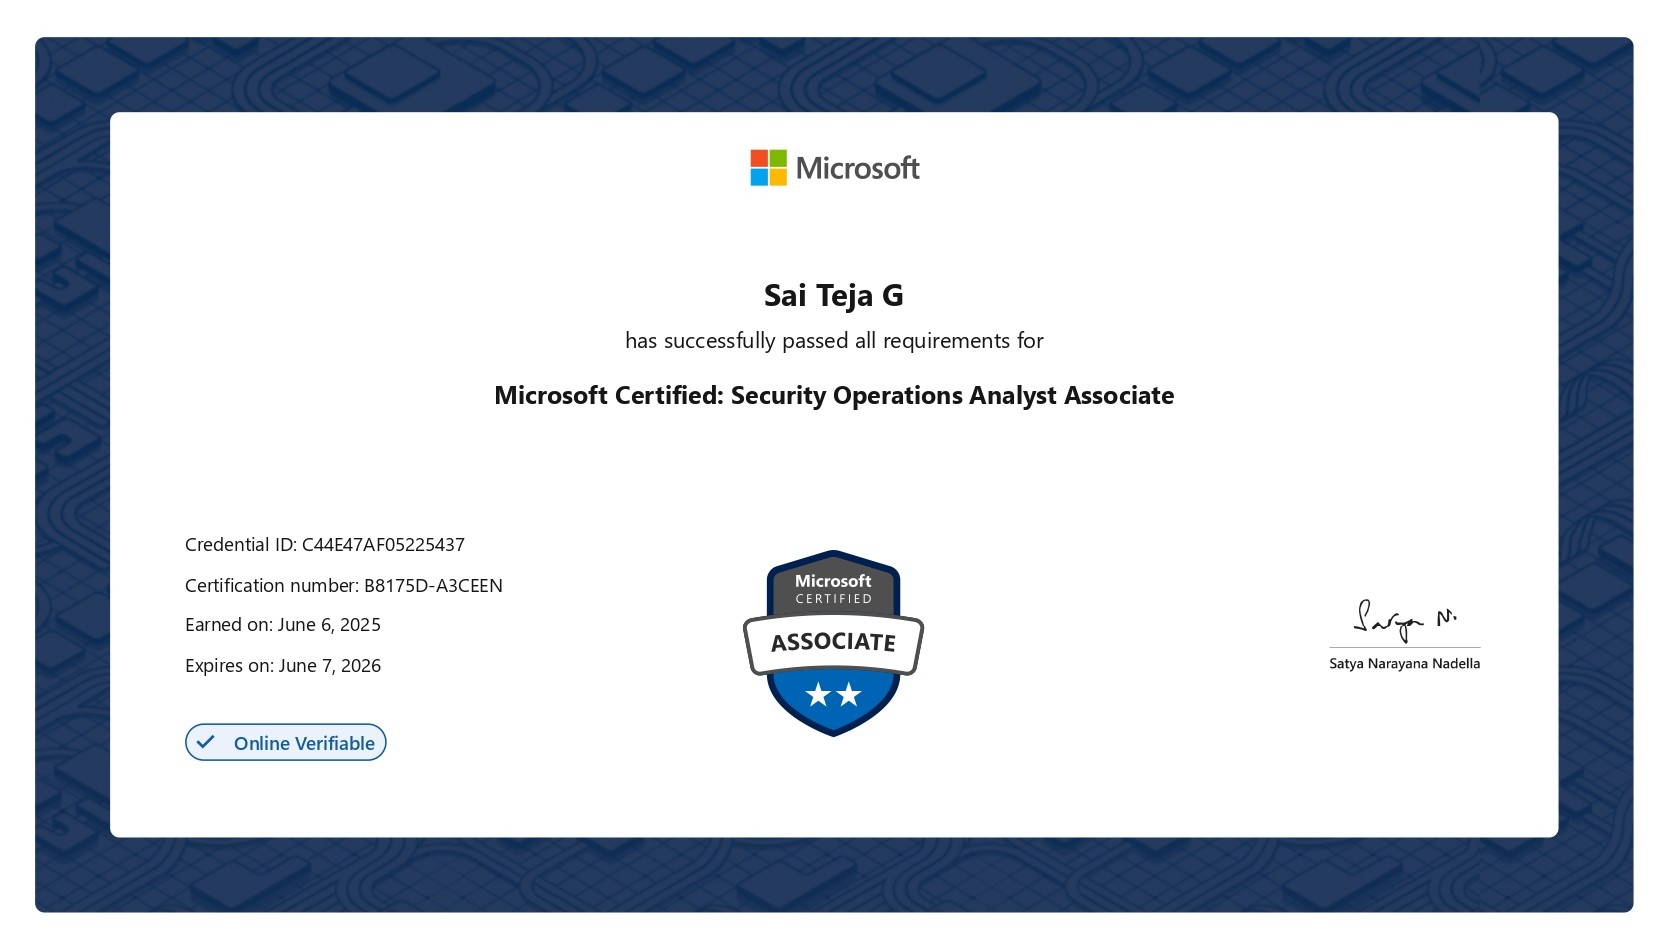 Microsoft
Sai Teja G
has successfully passed all requirements for
Microsoft Certified: Security Operations Analyst Associate
Credential ID: C44E47AF05225437
Certification number: B8175D-A3CEEN
Earned on: June 6, 2025
Expires on: June 7, 2026
Online Verifiable
Microsoft
CERTIFIED
ASSOCIATE
Satya N.
Satya Narayana Nadella